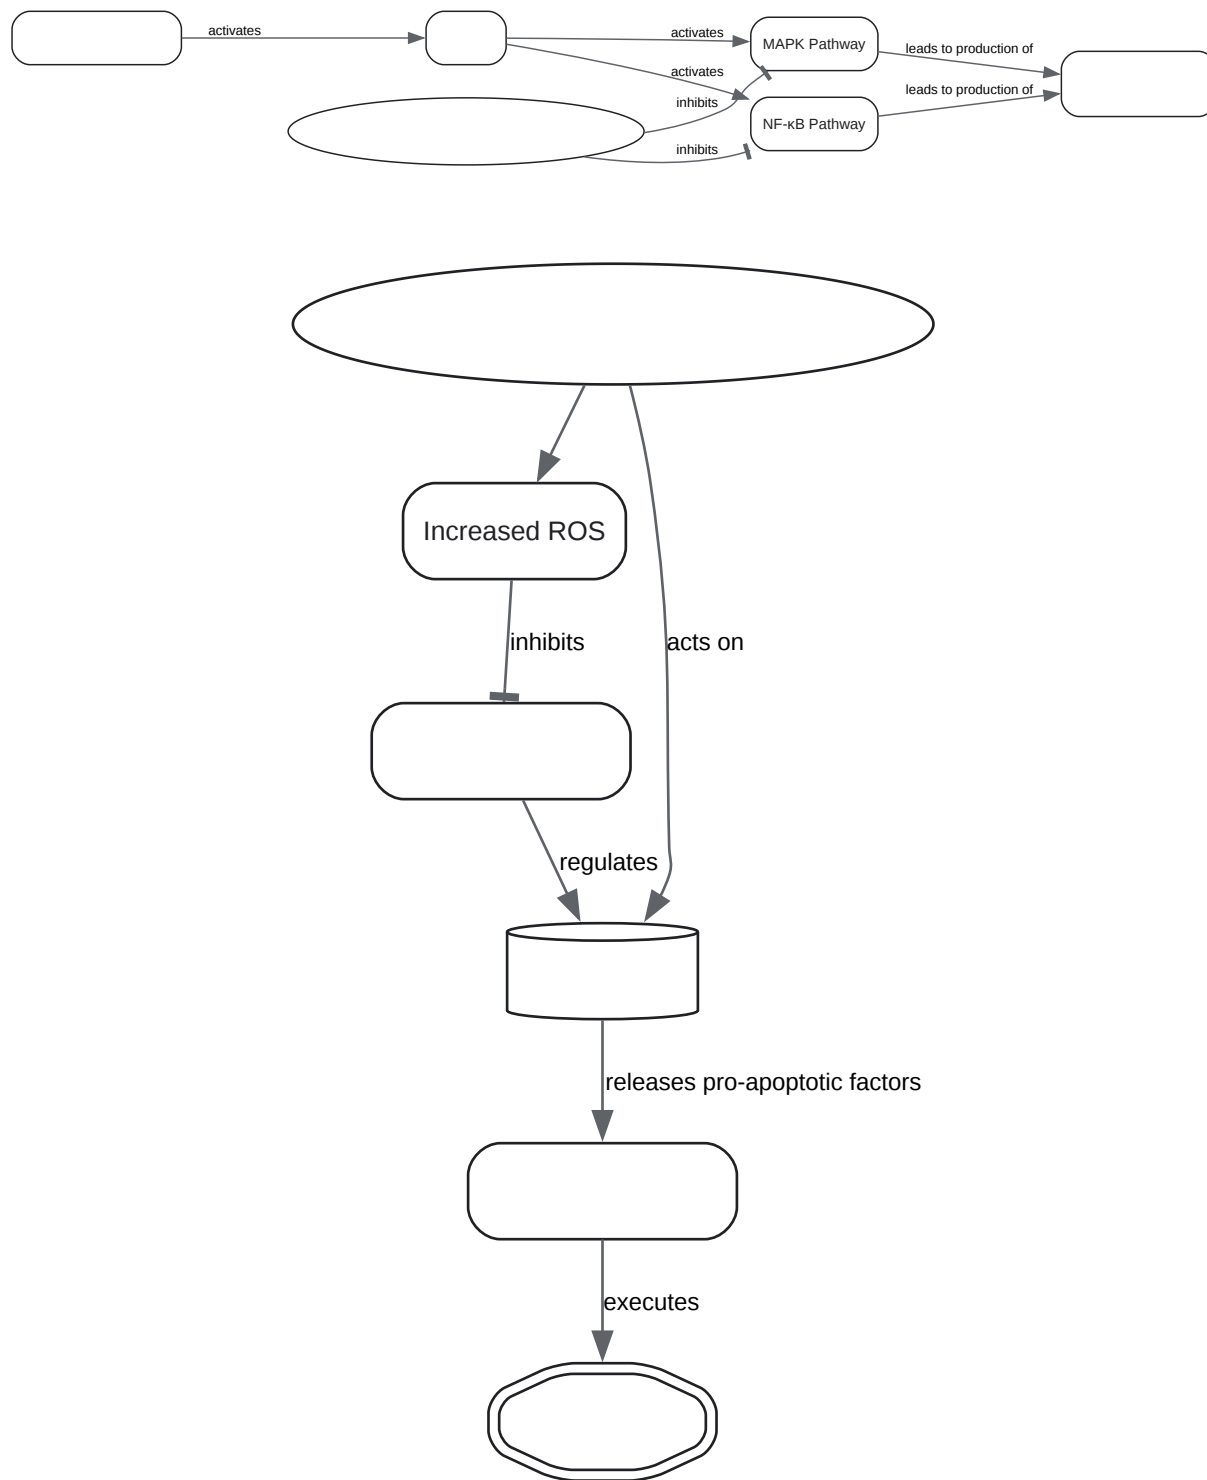 activates
activates
MAPK Pathway
leads to production of
activates
inhibits
leads to production of
NF-κB Pathway
inhibits
Increased ROS
inhibits
acts on
regulates
releases pro-apoptotic factors
executes